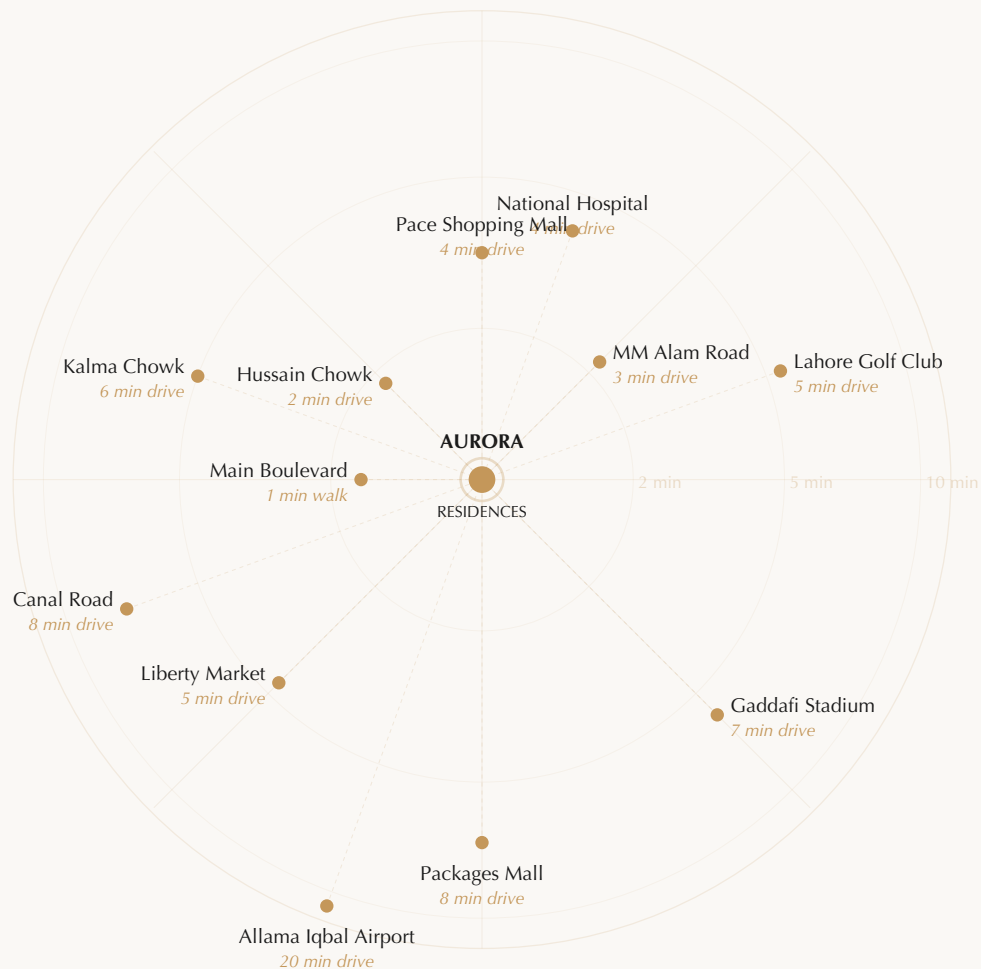 National Hospital
4 min drive
Pace Shopping Mall
4 min drive
MM Alam Road
3 min drive
Lahore Golf Club
5 min drive
Kalma Chowk
6 min drive
Hussain Chowk
2 min drive
AURORA
RESIDENCES
Main Boulevard
1 min walk
2 min
5 min
10 min
Canal Road
8 min drive
Liberty Market
5 min drive
Gaddafi Stadium
7 min drive
Packages Mall
8 min drive
Allama Iqbal Airport
20 min drive